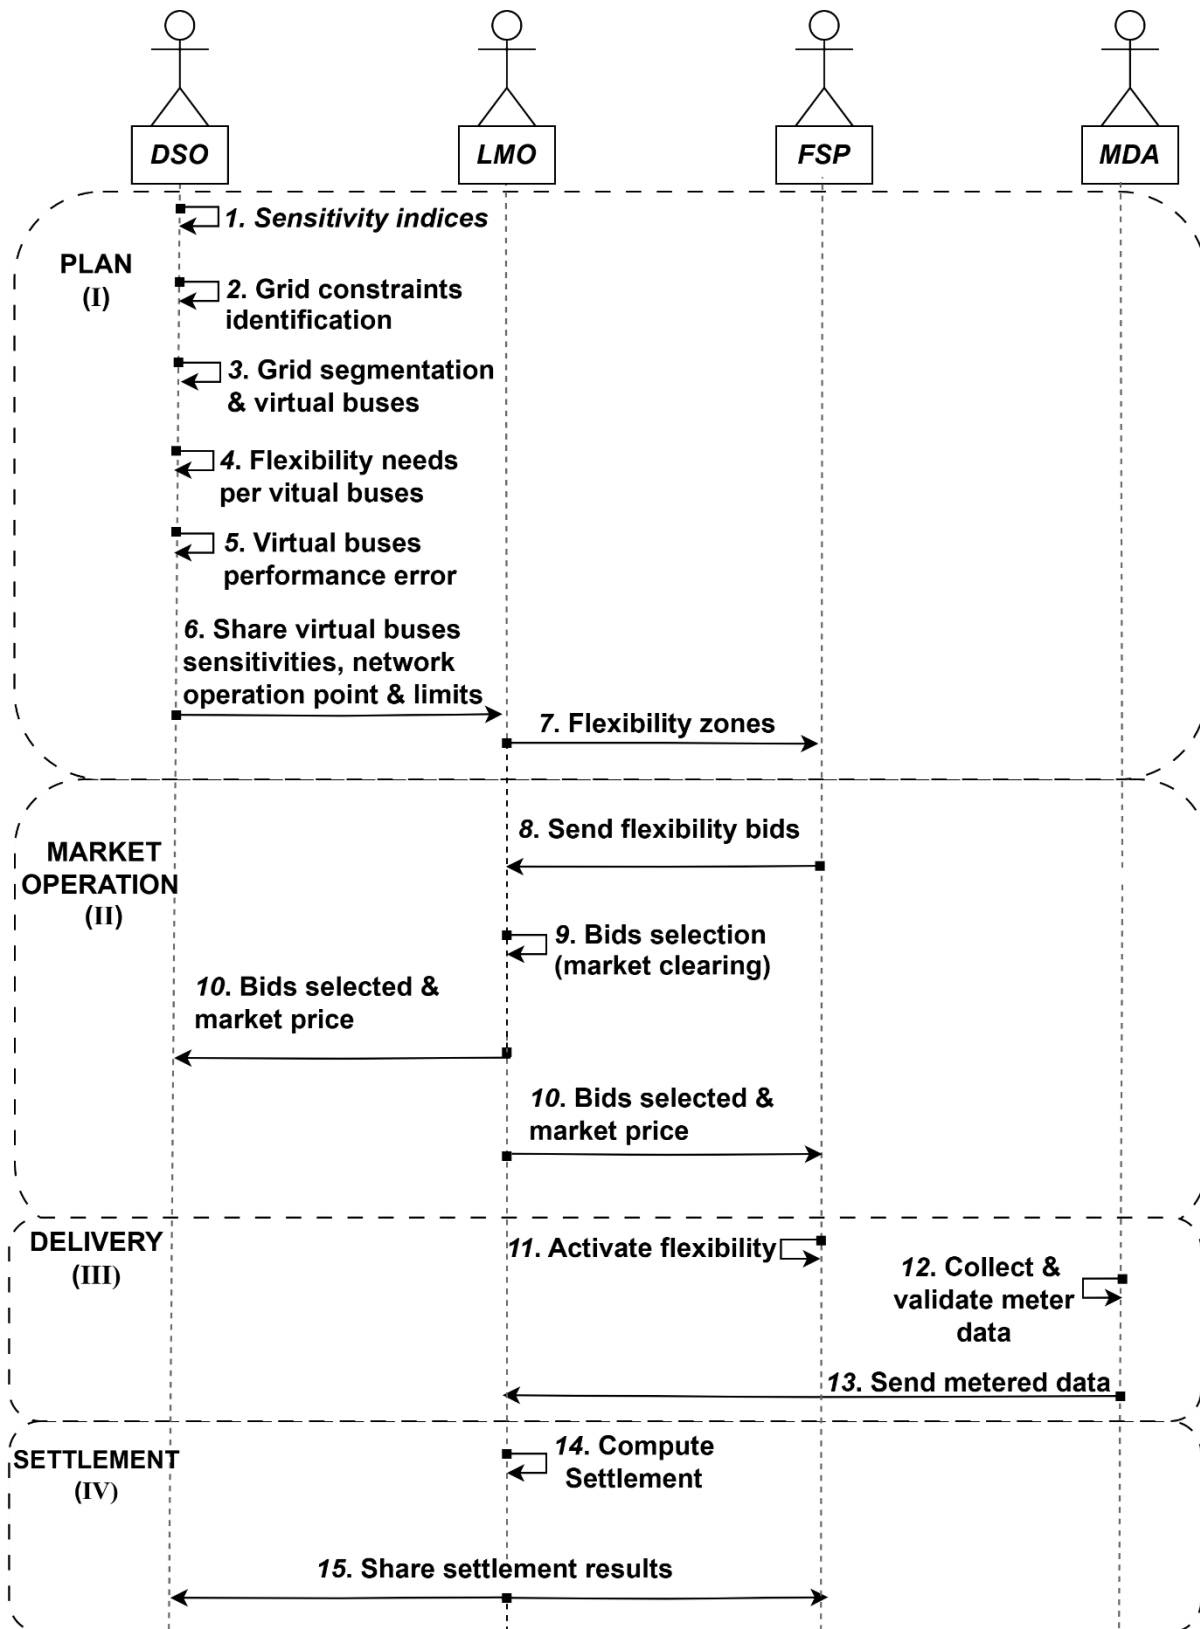 DSO
LMO
FSP
MDA
1. Sensitivity indices
PLAN
(I)
2. Grid constraints
identification
3. Grid segmentation
& virtual buses
4. Flexibility needs
per vitual buses
5. Virtual buses
performance error
6. Share virtual buses
sensitivities, network
operation point & limits
7. Flexibility zones
MARKET
OPERATION
(II)
8. Send flexibility bids
9. Bids selection
(market clearing)
10. Bids selected &
market price
10. Bids selected &
market price
DELIVERY
(III)
11. Activate flexibility
12. Collect &
validate meter
data
13. Send metered data
SETTLEMENT
(IV)
14. Compute
Settlement
15. Share settlement results